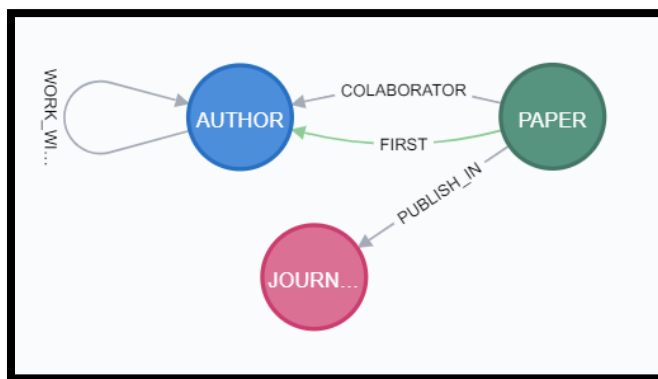 WORK_WI...
AUTHOR
COLABORATOR
FIRST
PAPER
PUBLISH_IN
JOURN...